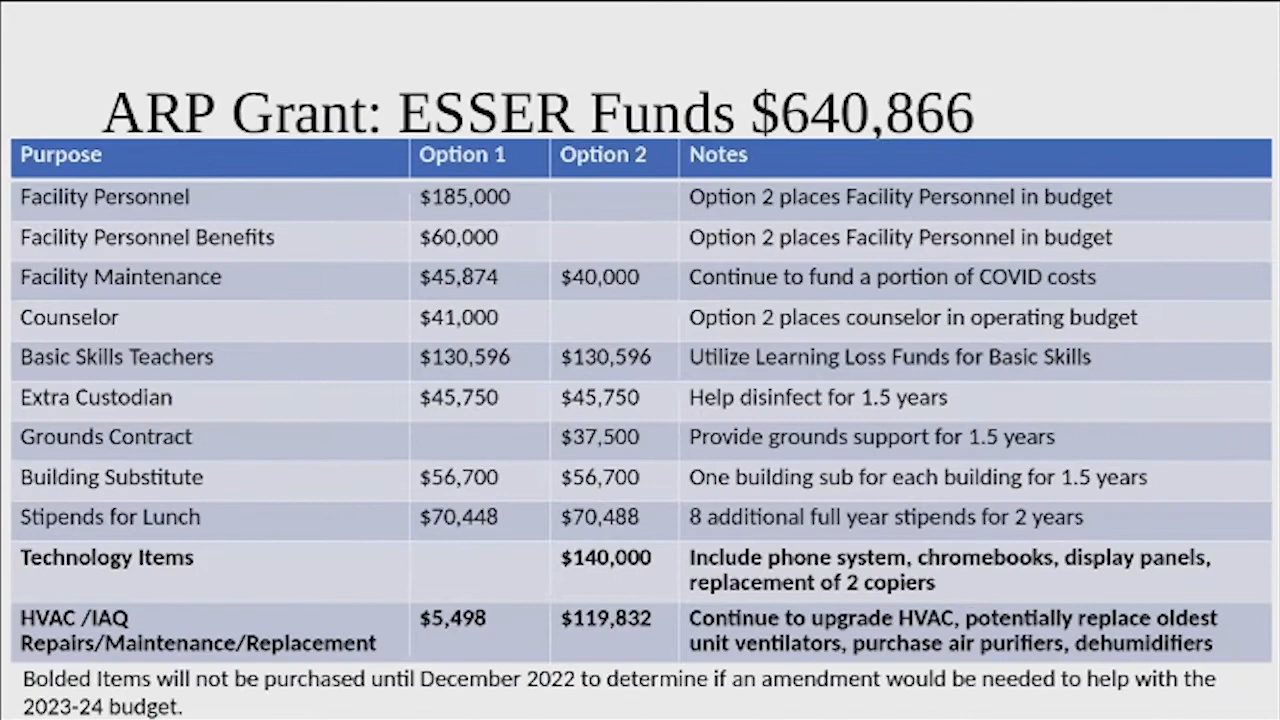 ARP Grant: ESSER Funds $640,866
Purpose Option 1 Option 2 Notes
Facility Personnel $185,000 Option 2 places Facility Personnel in budget
Facility Personnel Benefits $60,000 Option 2 places Facility Personnel in budget
Facility Maintenance $45,874 $40,000 Continue to fund a portion of COVID costs
Counselor $41,000 Option 2 places counselor in operating budget
Basic Skills Teachers $130,596 $130,596 Utilize Learning Loss Funds for Basic Skills
Extra Custodian $45,750 $45,750 Help disinfect for 1.5 years
Grounds Contract $37,500 Provide grounds support for 1.5 years
Building Substitute $56,700 $56,700 One building sub for each building for 1.5 years
Stipends for Lunch $70,448 $70,488 8 additional full year stipends for 2 years
Technology Items $140,000 Include phone system, chromebooks, display panels,
replacement of 2 copiers
HVAC /IAQ $5,498 $119,832 Continue to upgrade HVAC, potentially replace oldest
Repairs/Maintenance/Replacement unit ventilators, purchase air purifiers, dehumidifiers
Bolded Items will not be purchased until December 2022 to determine if an amendment would be needed to help with the
2023-24 budget.